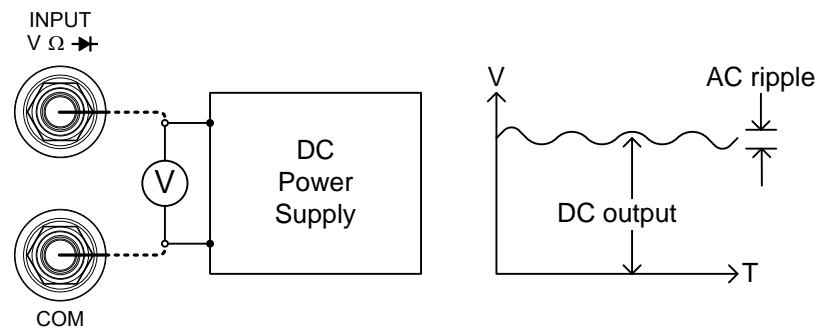 INPUT
V Ω
COM
V
DC
Power
Supply
V
AC ripple
DC output
T